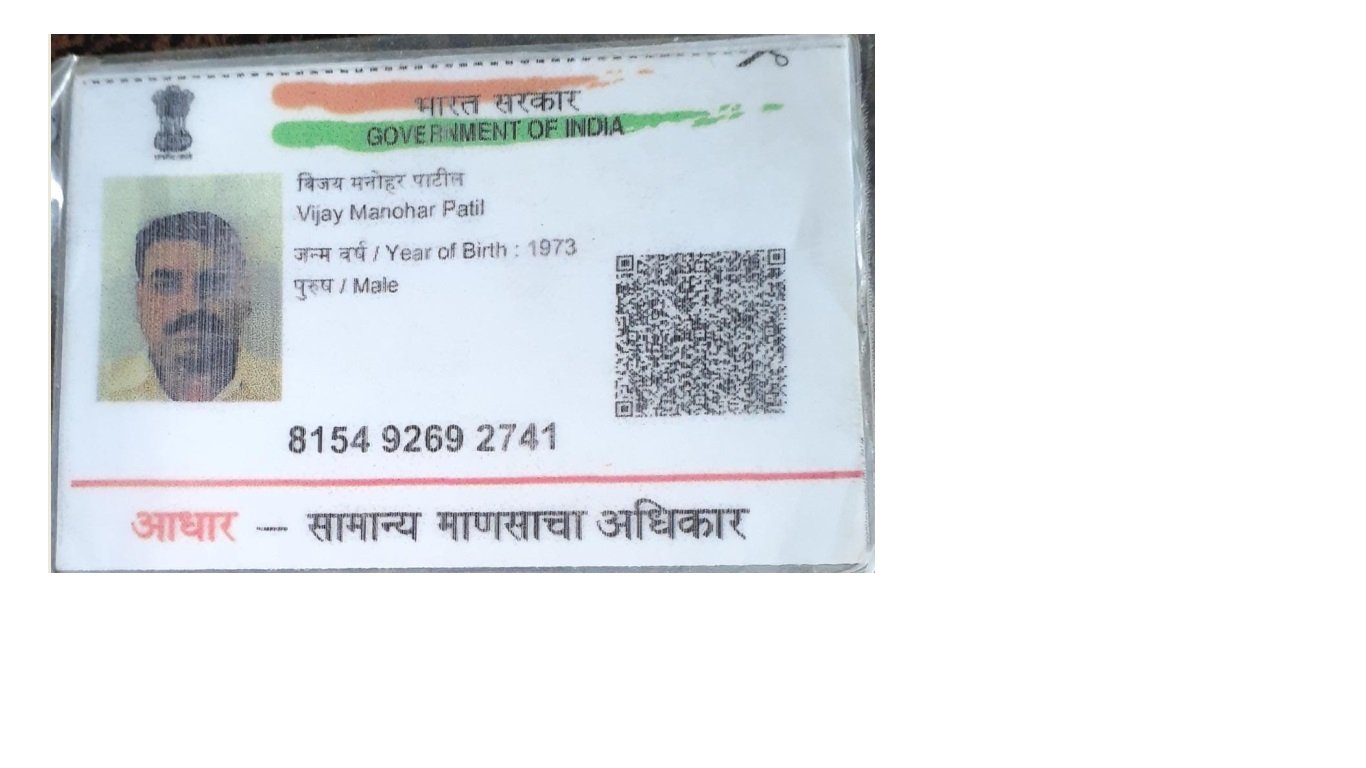 भारत सरकार
GOVERNMENT OF INDIA
विजय मनोहर पाटील
Vijay Manohar Patil
जन्म वर्ष / Year of Birth : 1973
पुरुष / Male
8154 9269 2741
आधार — सामान्य माणसाचा अधिकार